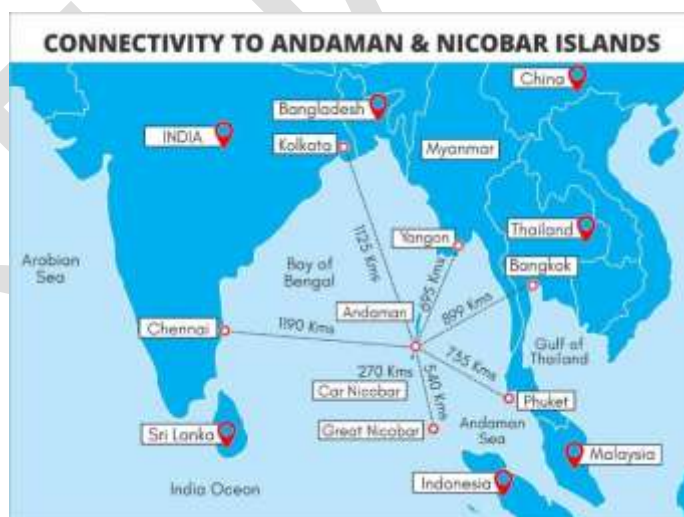 CONNECTIVITY TO ANDAMAN & NICOBAR ISLANDS
China
Bangladesh
INDIA
Kolkata
Myanmar
Thailand
Yangon
Bangkok
Arabian
Sea
Bay of
Bengal
1125 Kms
695 Kms
899 Kms
Andaman
Chennai
1190 Kms
Gulf of
Thailand
735 Kms
270 Kms
540 Kms
Car Nicobar
Phuket
Great Nicobar
Andaman
Sea
Sri Lanka
Malaysia
Indonesia
India Ocean